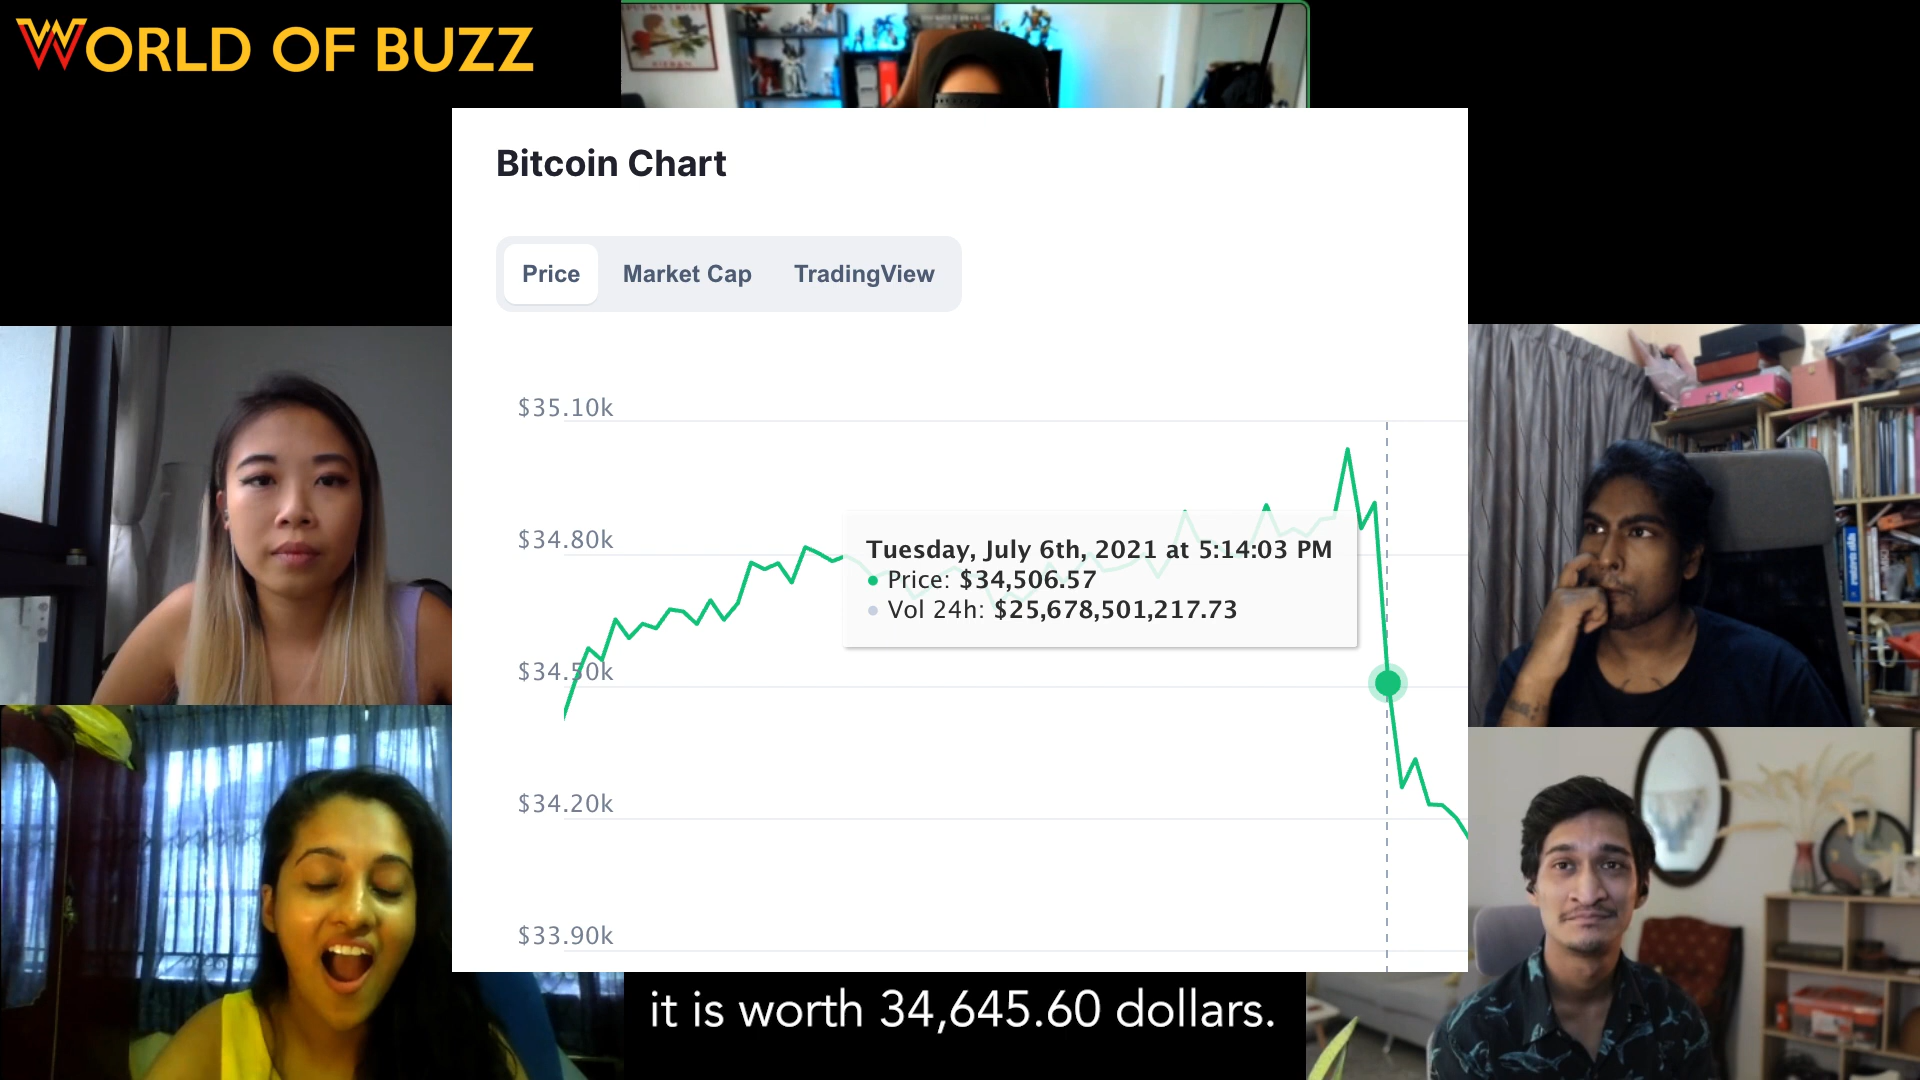 WORLD OF BUZZ
Bitcoin Chart
Price Market Cap TradingView
$35.10k
$34.80k
Tuesday, July 6th, 2021 at 5:14:03 PM
Price: $34,506.57
Vol 24h: $25,678,501,217.73
$34.50k
$34.20k
$33.90k
it is worth 34,645.60 dollars.